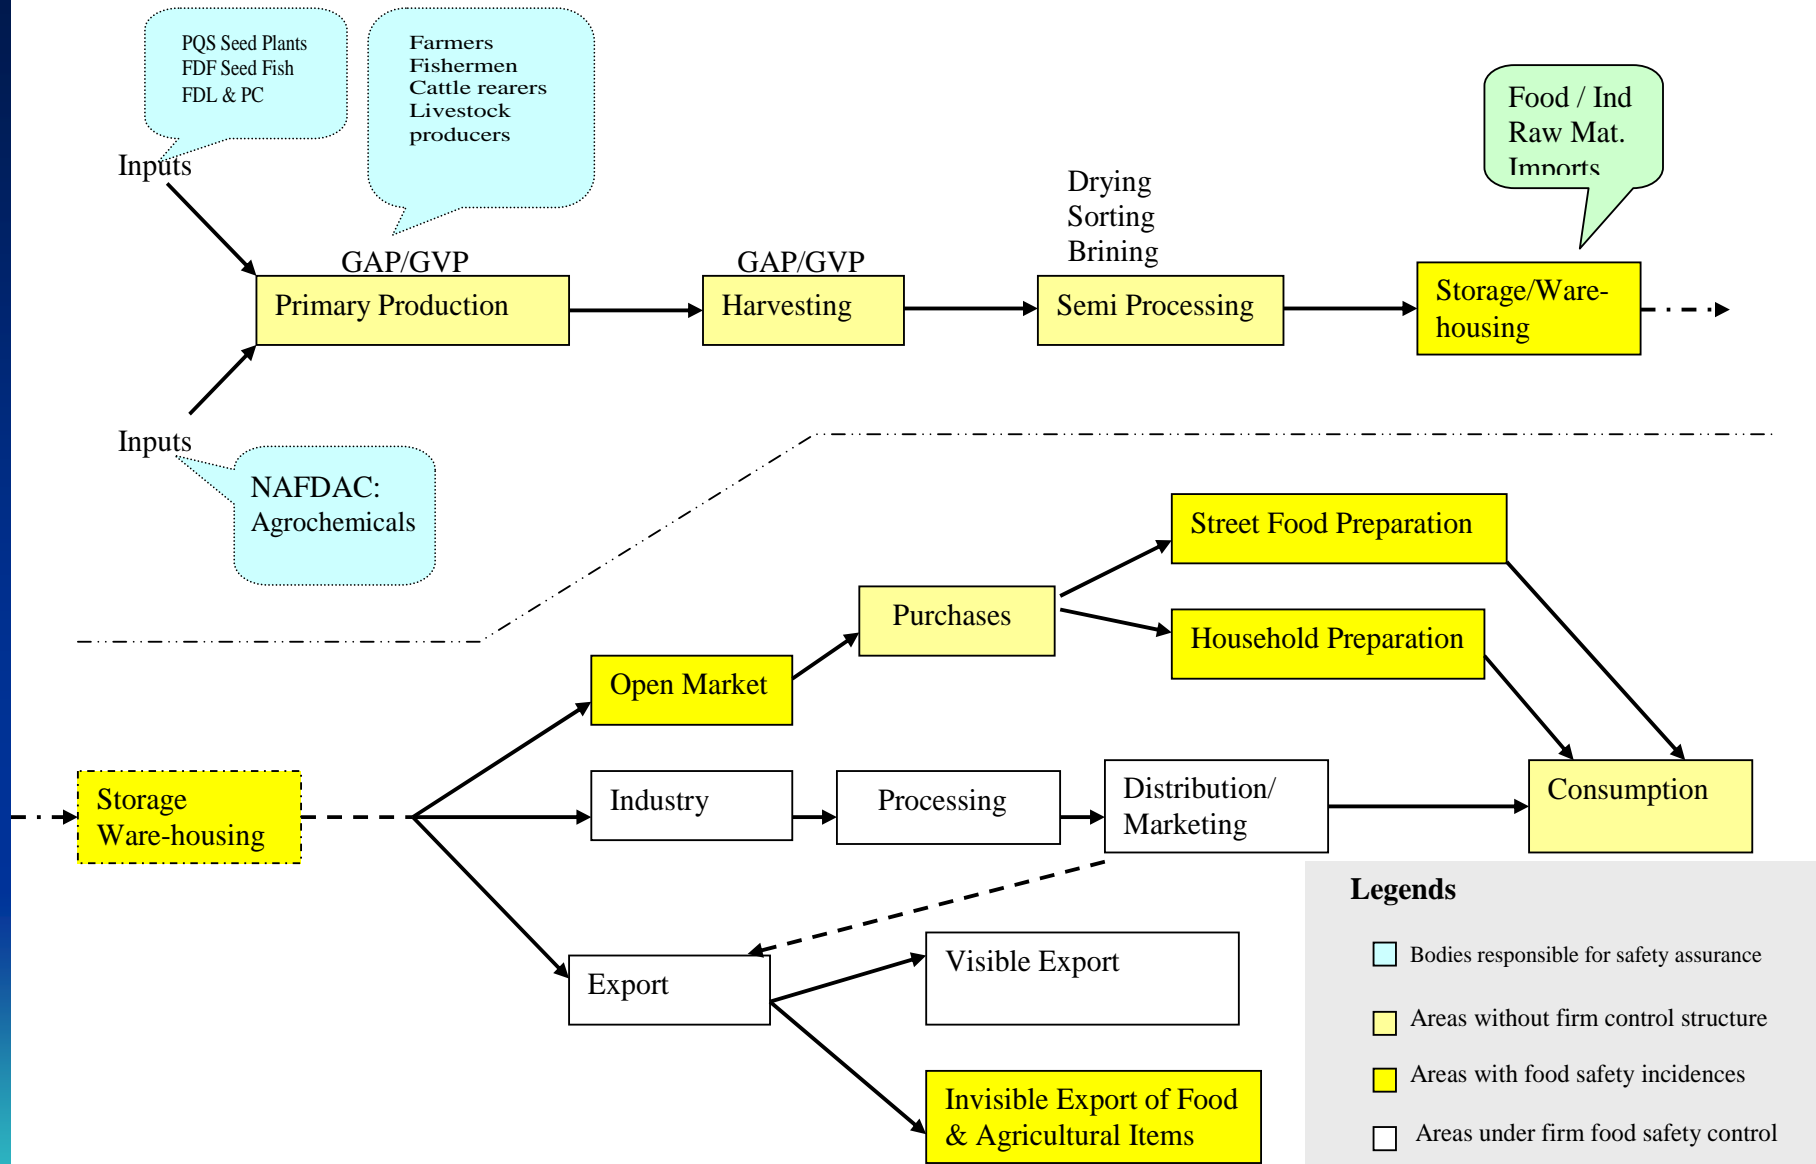 PQS Seed Plants
FDF Seed Fish
FDL & PC
Farmers
Fishermen
Cattle rearers
Livestock
producers
Food / Ind
Raw Mat.
Imports
Inputs
Drying
Sorting
Brining
GAP/GVP
GAP/GVP
Primary Production
Harvesting
Semi Processing
Storage/Ware-
housing
Inputs
NAFDAC:
Agrochemicals
Street Food Preparation
Purchases
Household Preparation
Open Market
Storage
Ware-housing
Industry
Processing
Distribution/
Marketing
Consumption
Export
Visible Export
Invisible Export of Food
& Agricultural Items
Legends
Bodies responsible for safety assurance
Areas without firm control structure
Areas with food safety incidences
Areas under firm food safety control